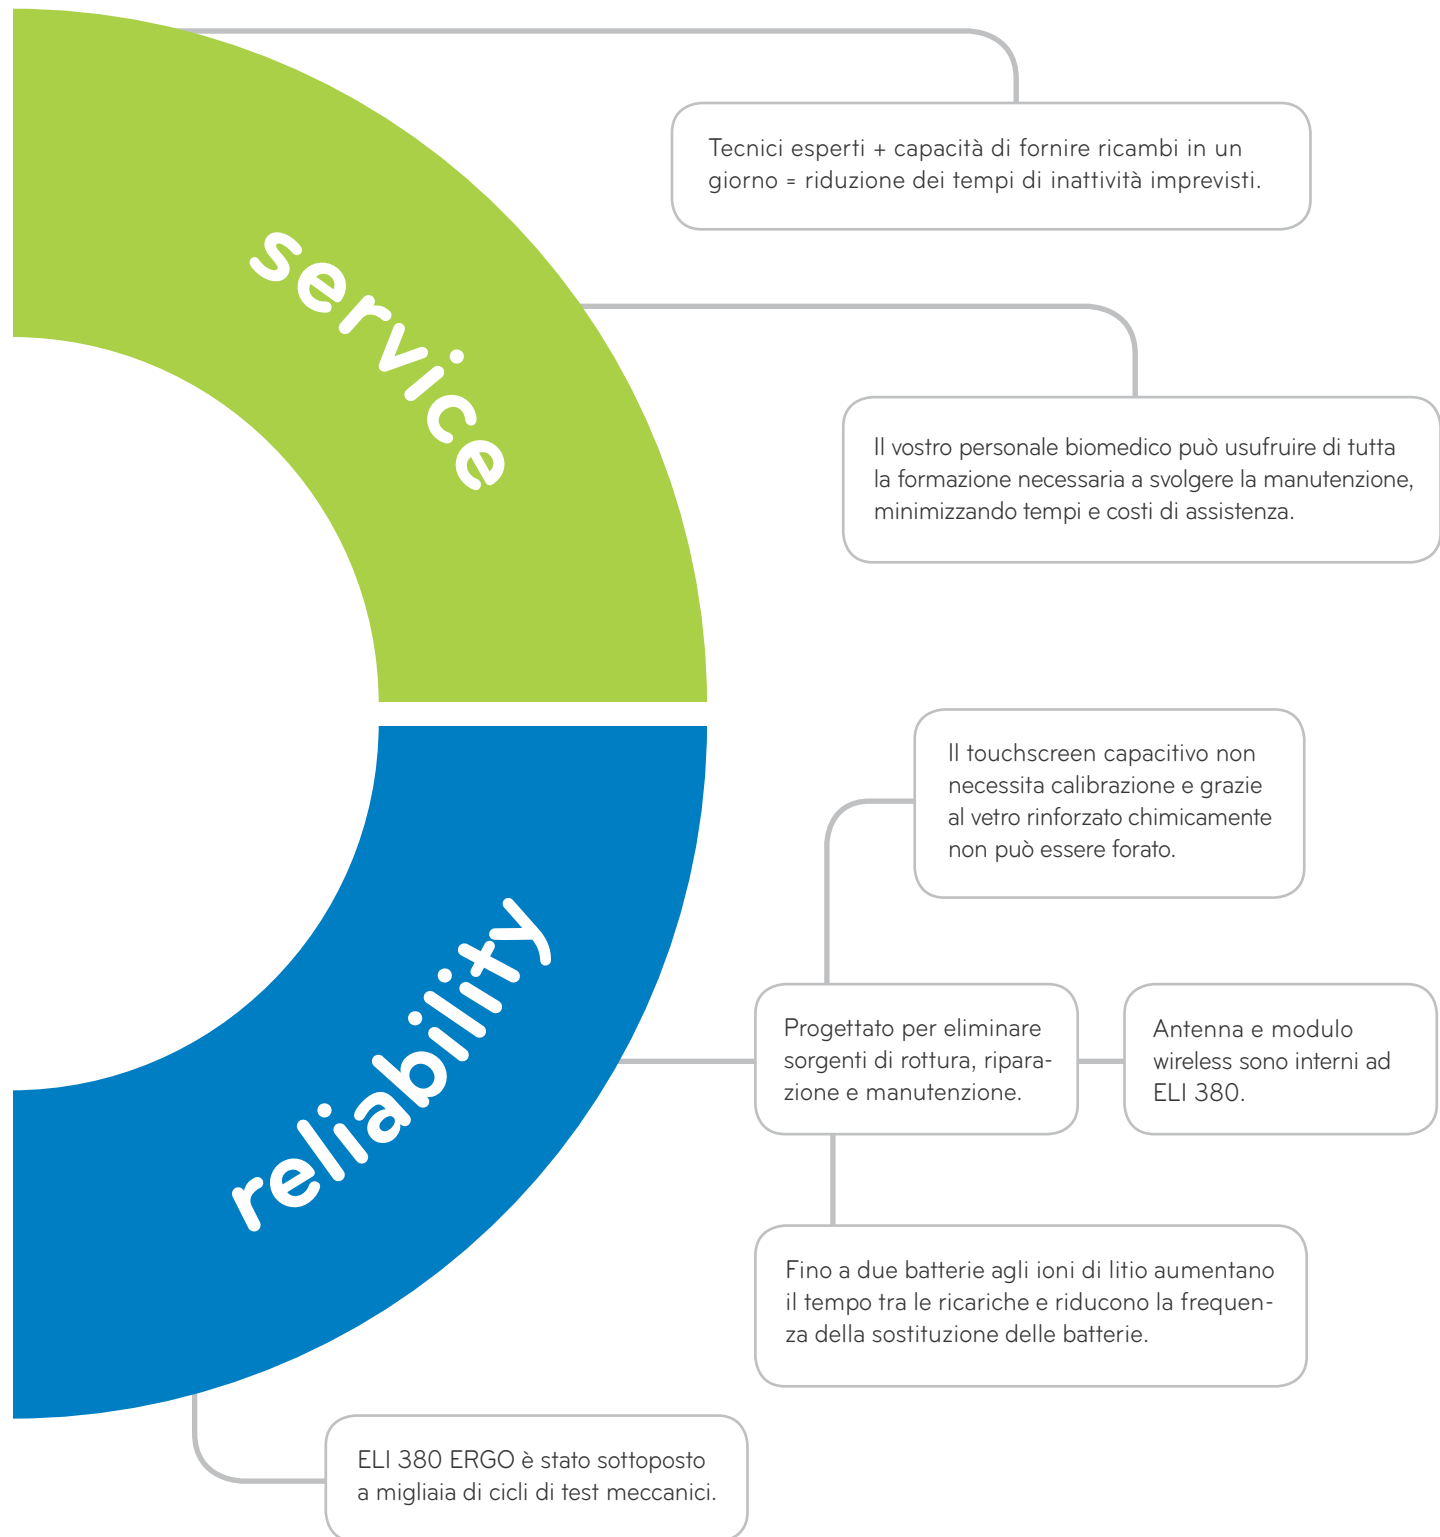 Tecnici esperti + capacità di fornire ricambi in un
giorno = riduzione dei tempi di inattività imprevisti.
service
Il vostro personale biomedico può usufruire di tutta
la formazione necessaria a svolgere la manutenzione,
minimizzando tempi e costi di assistenza.
Il touchscreen capacitivo non
necessita calibrazione e grazie
al vetro rinforzato chimicamente
non può essere forato.
reliability
Progettato per eliminare
sorgenti di rottura, ripara-
zione e manutenzione.
Antenna e modulo
wireless sono interni ad
ELI 380.
Fino a due batterie agli ioni di litio aumentano
il tempo tra le ricariche e riducono la frequen-
za della sostituzione delle batterie.
ELI 380 ERGO è stato sottoposto
a migliaia di cicli di test meccanici.